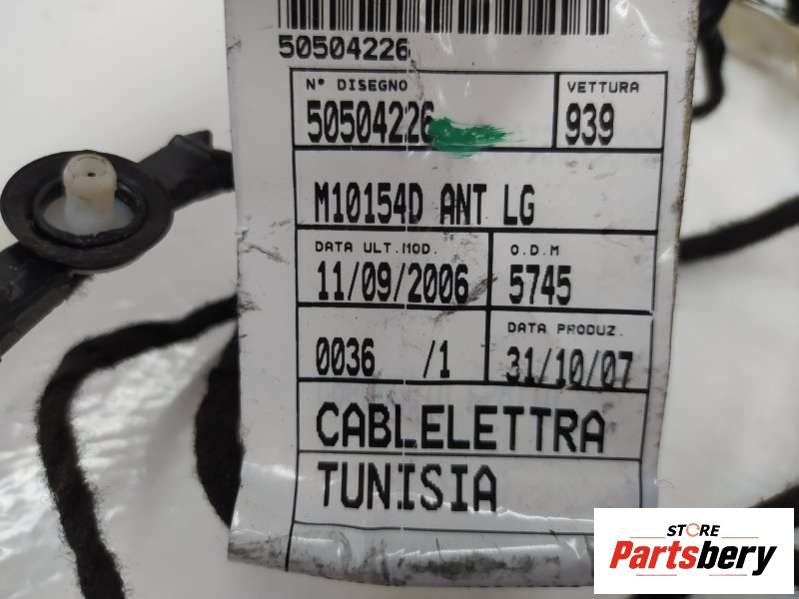 50504226
N° DISEGNO
VETTURA
50504226
939
M10154D ANT LG
DATA ULT.MOD.
O.D.M
11/09/2006
5745
0036 /1
DATA PRODUZ.
31/10/07
CABLELETTRA
TUNISIA
STORE
Partsbery